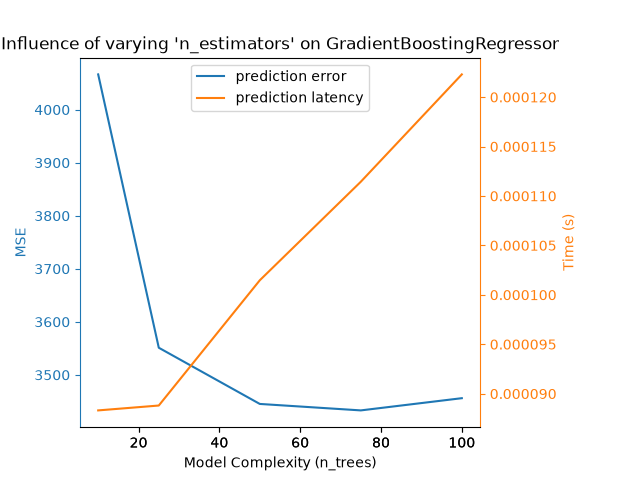 Influence of varying 'n_estimators' on GradientBoostingRegressor
prediction error
prediction latency
4000
3900
3800
3700
3600
3500
MSE
0.000120
0.000115
0.000110
0.000105
0.000100
0.000095
0.000090
Time (s)
20 40 60 80 100
Model Complexity (n_trees)